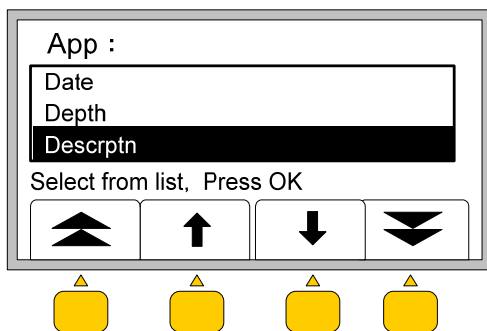 App :
Date
Depth
Descrptn
Select from list, Press OK